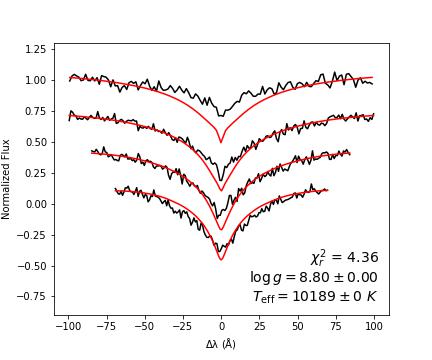 1.25
1.00
0.75
0.50
0.25
0.00
−0.25
−0.50
−0.75
Normalized Flux
χ²ᵣ = 4.36
log g = 8.80 ± 0.00
T_eff = 10189 ± 0 K
−100 −75 −50 −25 0 25 50 75 100
Δλ (Å)